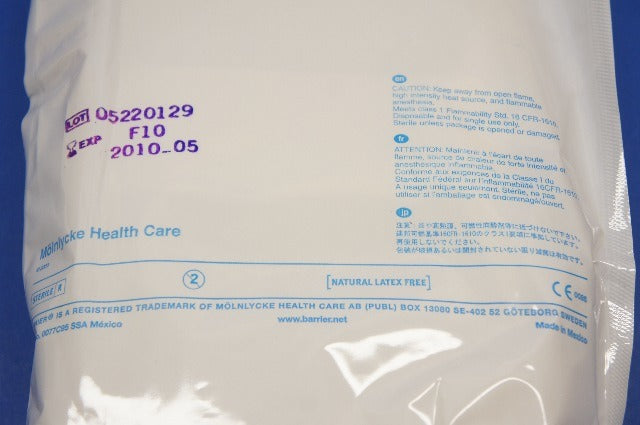 LOT 05220129
F10
EXP 2010-05
Mölnlycke Health Care
STERILE R
2
[NATURAL LATEX FREE]
CE
® IS A REGISTERED TRADEMARK OF MÖLNLYCKE HEALTH CARE AB (PUBL) BOX 13080 SE-402 52 GÖTEBORG SWEDEN
0077C95 SSA México
www.barrier.net
Made in Mexico
en
CAUTION: Keep away from open flame,
high intensity heat source, and flammable
anesthesia.
Meets class 1 Flammability Std. 16 CFR-1610.
Disposable and for single use only.
Sterile unless package is opened or damaged.
fr
ATTENTION: Maintenir à l'écart de toute
flamme, source de chaleur de forte intensité et
anesthésique inflammable.
Conforme aux exigences de la Classe I du
Standard Fédéral sur l'inflammabilité 16CFR-1610.
A usage unique seulement. Stérile, ne pas
utiliser si l'emballage est endommagé/ouvert.
jp